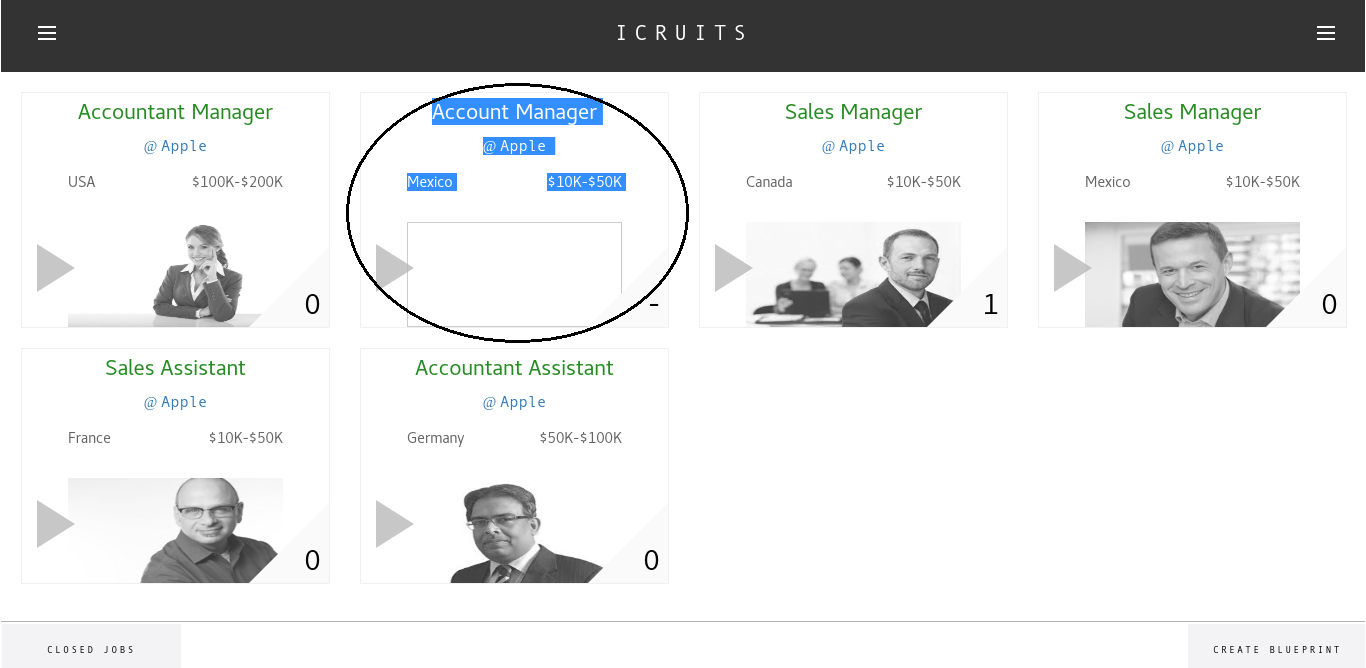 ICRUITS
Accountant Manager
@ Apple
USA $100K-$200K
0
Account Manager
@ Apple
Mexico $10K-$50K
-
Sales Manager
@ Apple
Canada $10K-$50K
1
Sales Manager
@ Apple
Mexico $10K-$50K
0
Sales Assistant
@ Apple
France $10K-$50K
0
Accountant Assistant
@ Apple
Germany $50K-$100K
0
CLOSED JOBS
CREATE BLUEPRINT